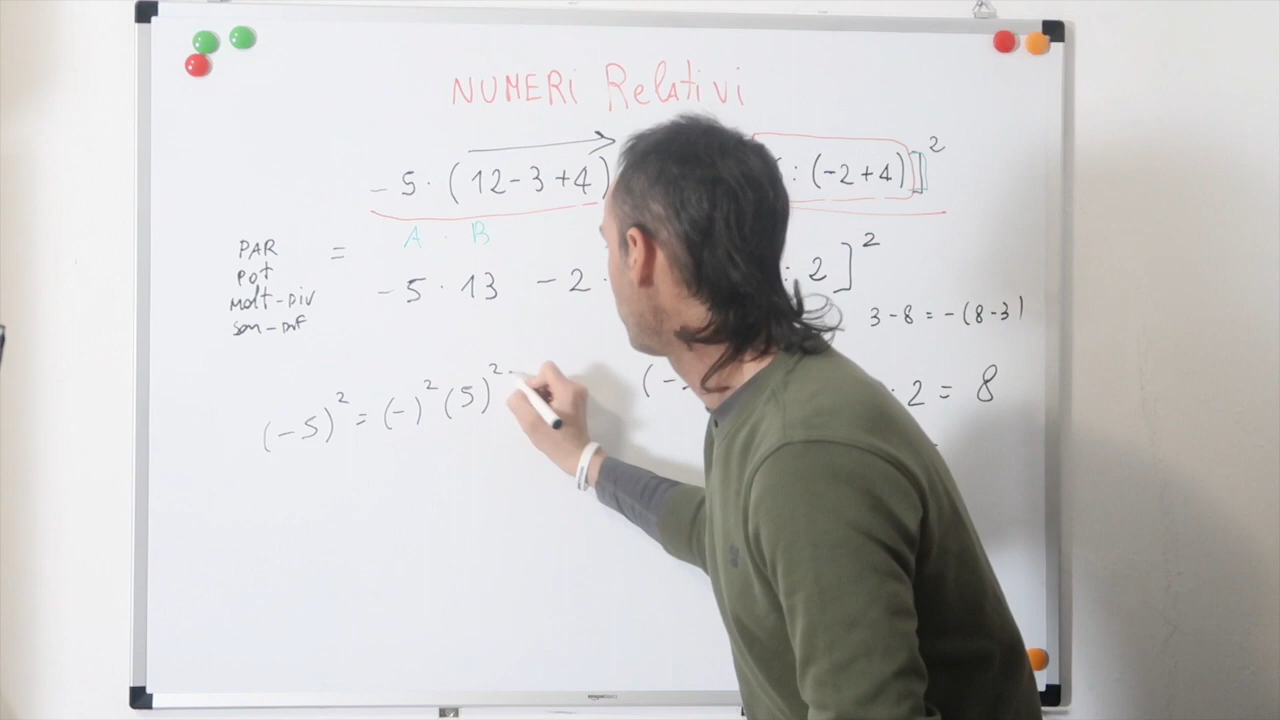 NUMERI Relativi
- 5 · (12 - 3 + 4) : (-2 + 4)]²
A · B
PAR =
POT
Molt-DIV
Som-Dif
- 5 · 13 - 2 · : 2]²
3 - 8 = - (8 - 3)
(-5)² = (-)² (5)²
(- · 2 = 8